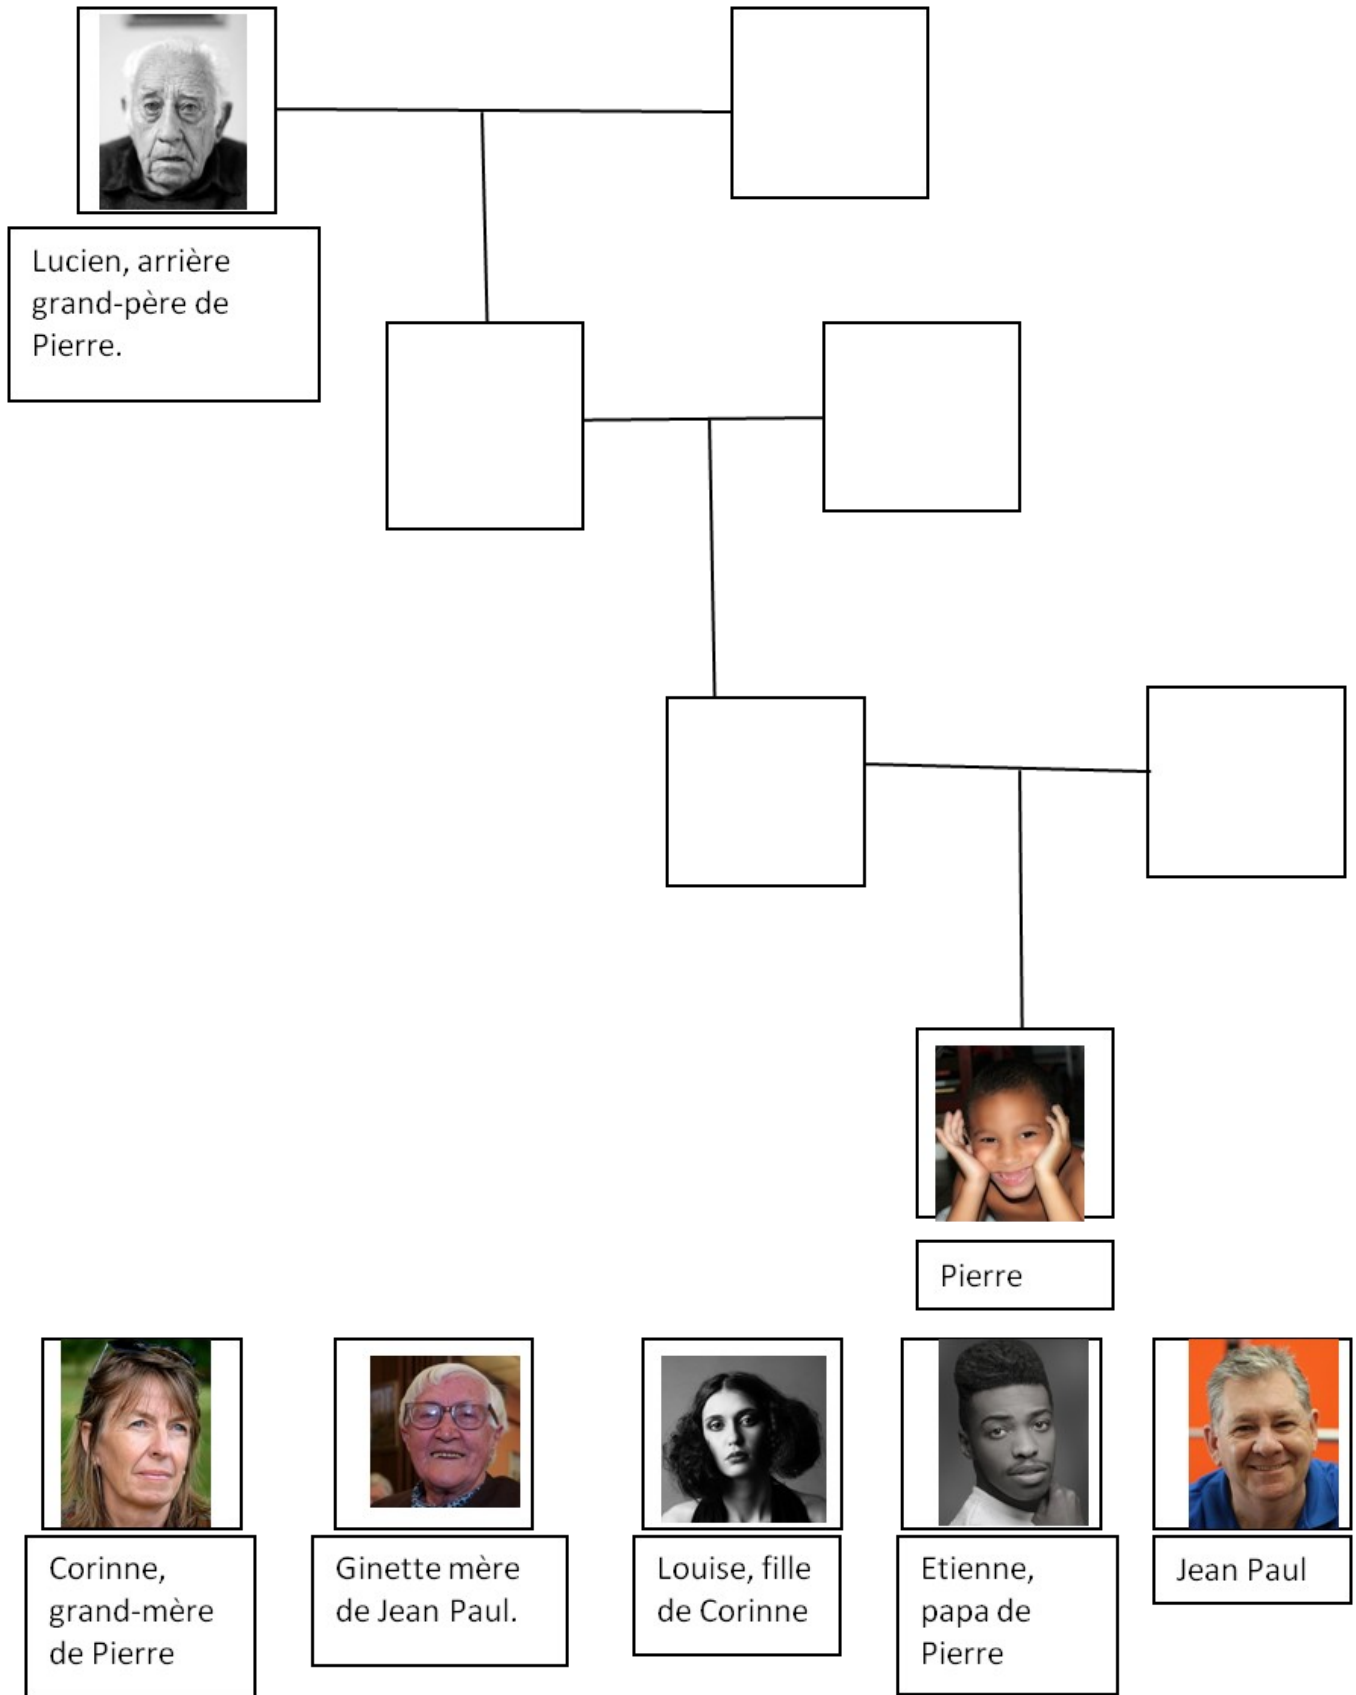 Lucien, arrière
grand-père de
Pierre.
Pierre
Corinne,
grand-mère
de Pierre
Ginette mère
de Jean Paul.
Louise, fille
de Corinne
Etienne,
papa de
Pierre
Jean Paul